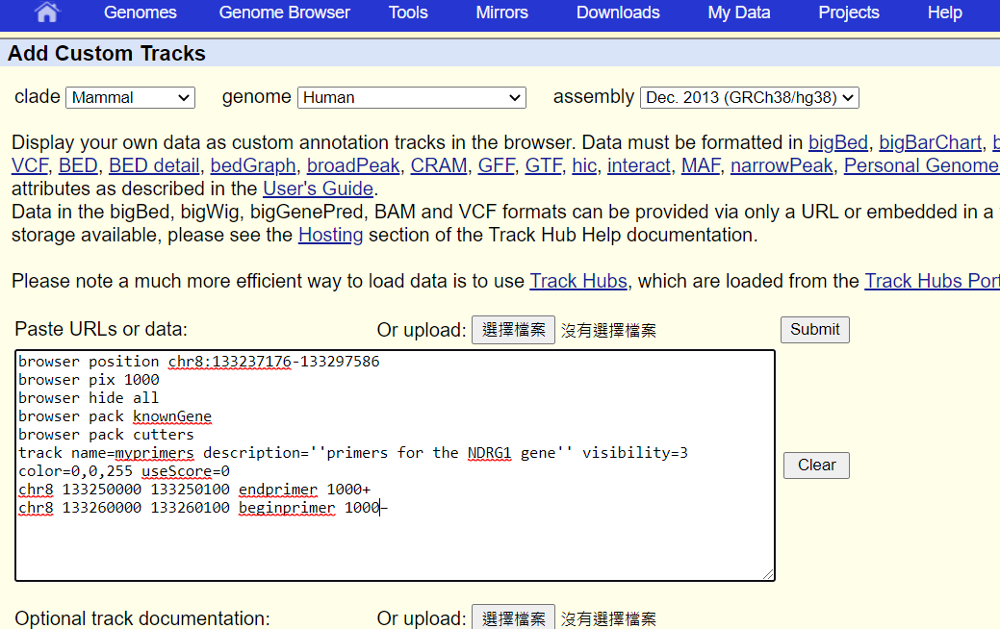 Genomes Genome Browser Tools Mirrors Downloads My Data Projects Help
Add Custom Tracks
clade Mammal genome Human assembly Dec. 2013 (GRCh38/hg38)
Display your own data as custom annotation tracks in the browser. Data must be formatted in bigBed, bigBarChart, b
VCF, BED, BED detail, bedGraph, broadPeak, CRAM, GFF, GTF, hic, interact, MAF, narrowPeak, Personal Genome
attributes as described in the User's Guide.
Data in the bigBed, bigWig, bigGenePred, BAM and VCF formats can be provided via only a URL or embedded in a
storage available, please see the Hosting section of the Track Hub Help documentation.
Please note a much more efficient way to load data is to use Track Hubs, which are loaded from the Track Hubs Port
Paste URLs or data: Or upload: 選擇檔案 沒有選擇檔案 Submit
browser position chr8:133237176-133297586
browser pix 1000
browser hide all
browser pack knownGene
browser pack cutters
track name=myprimers description=''primers for the NDRG1 gene'' visibility=3
color=0,0,255 useScore=0
Clear
chr8 133250000 133250100 endprimer 1000+
chr8 133260000 133260100 beginprimer 1000-
Optional track documentation: Or upload: 選擇檔案 沒有選擇檔案